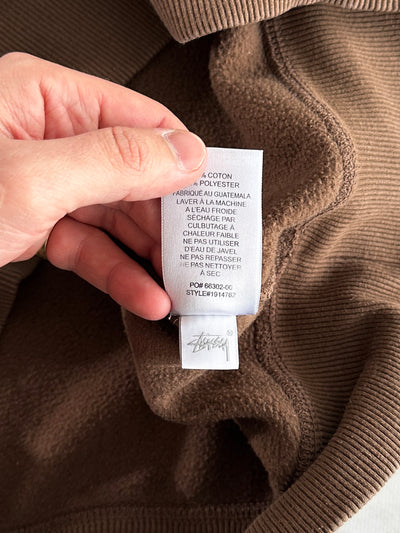 % COTON
% POLYESTER
FABRIQUÉ AU GUATEMALA
LAVER À LA MACHINE
A L'EAU FROIDE
SÉCHAGE PAR
CULBUTAGE À
CHALEUR FAIBLE
NE PAS UTILISER
D'EAU DE JAVEL
NE PAS REPASSER
NE PAS NETTOYER
À SEC
PO# 66302-00
STYLE#1914762
Stüssy ®